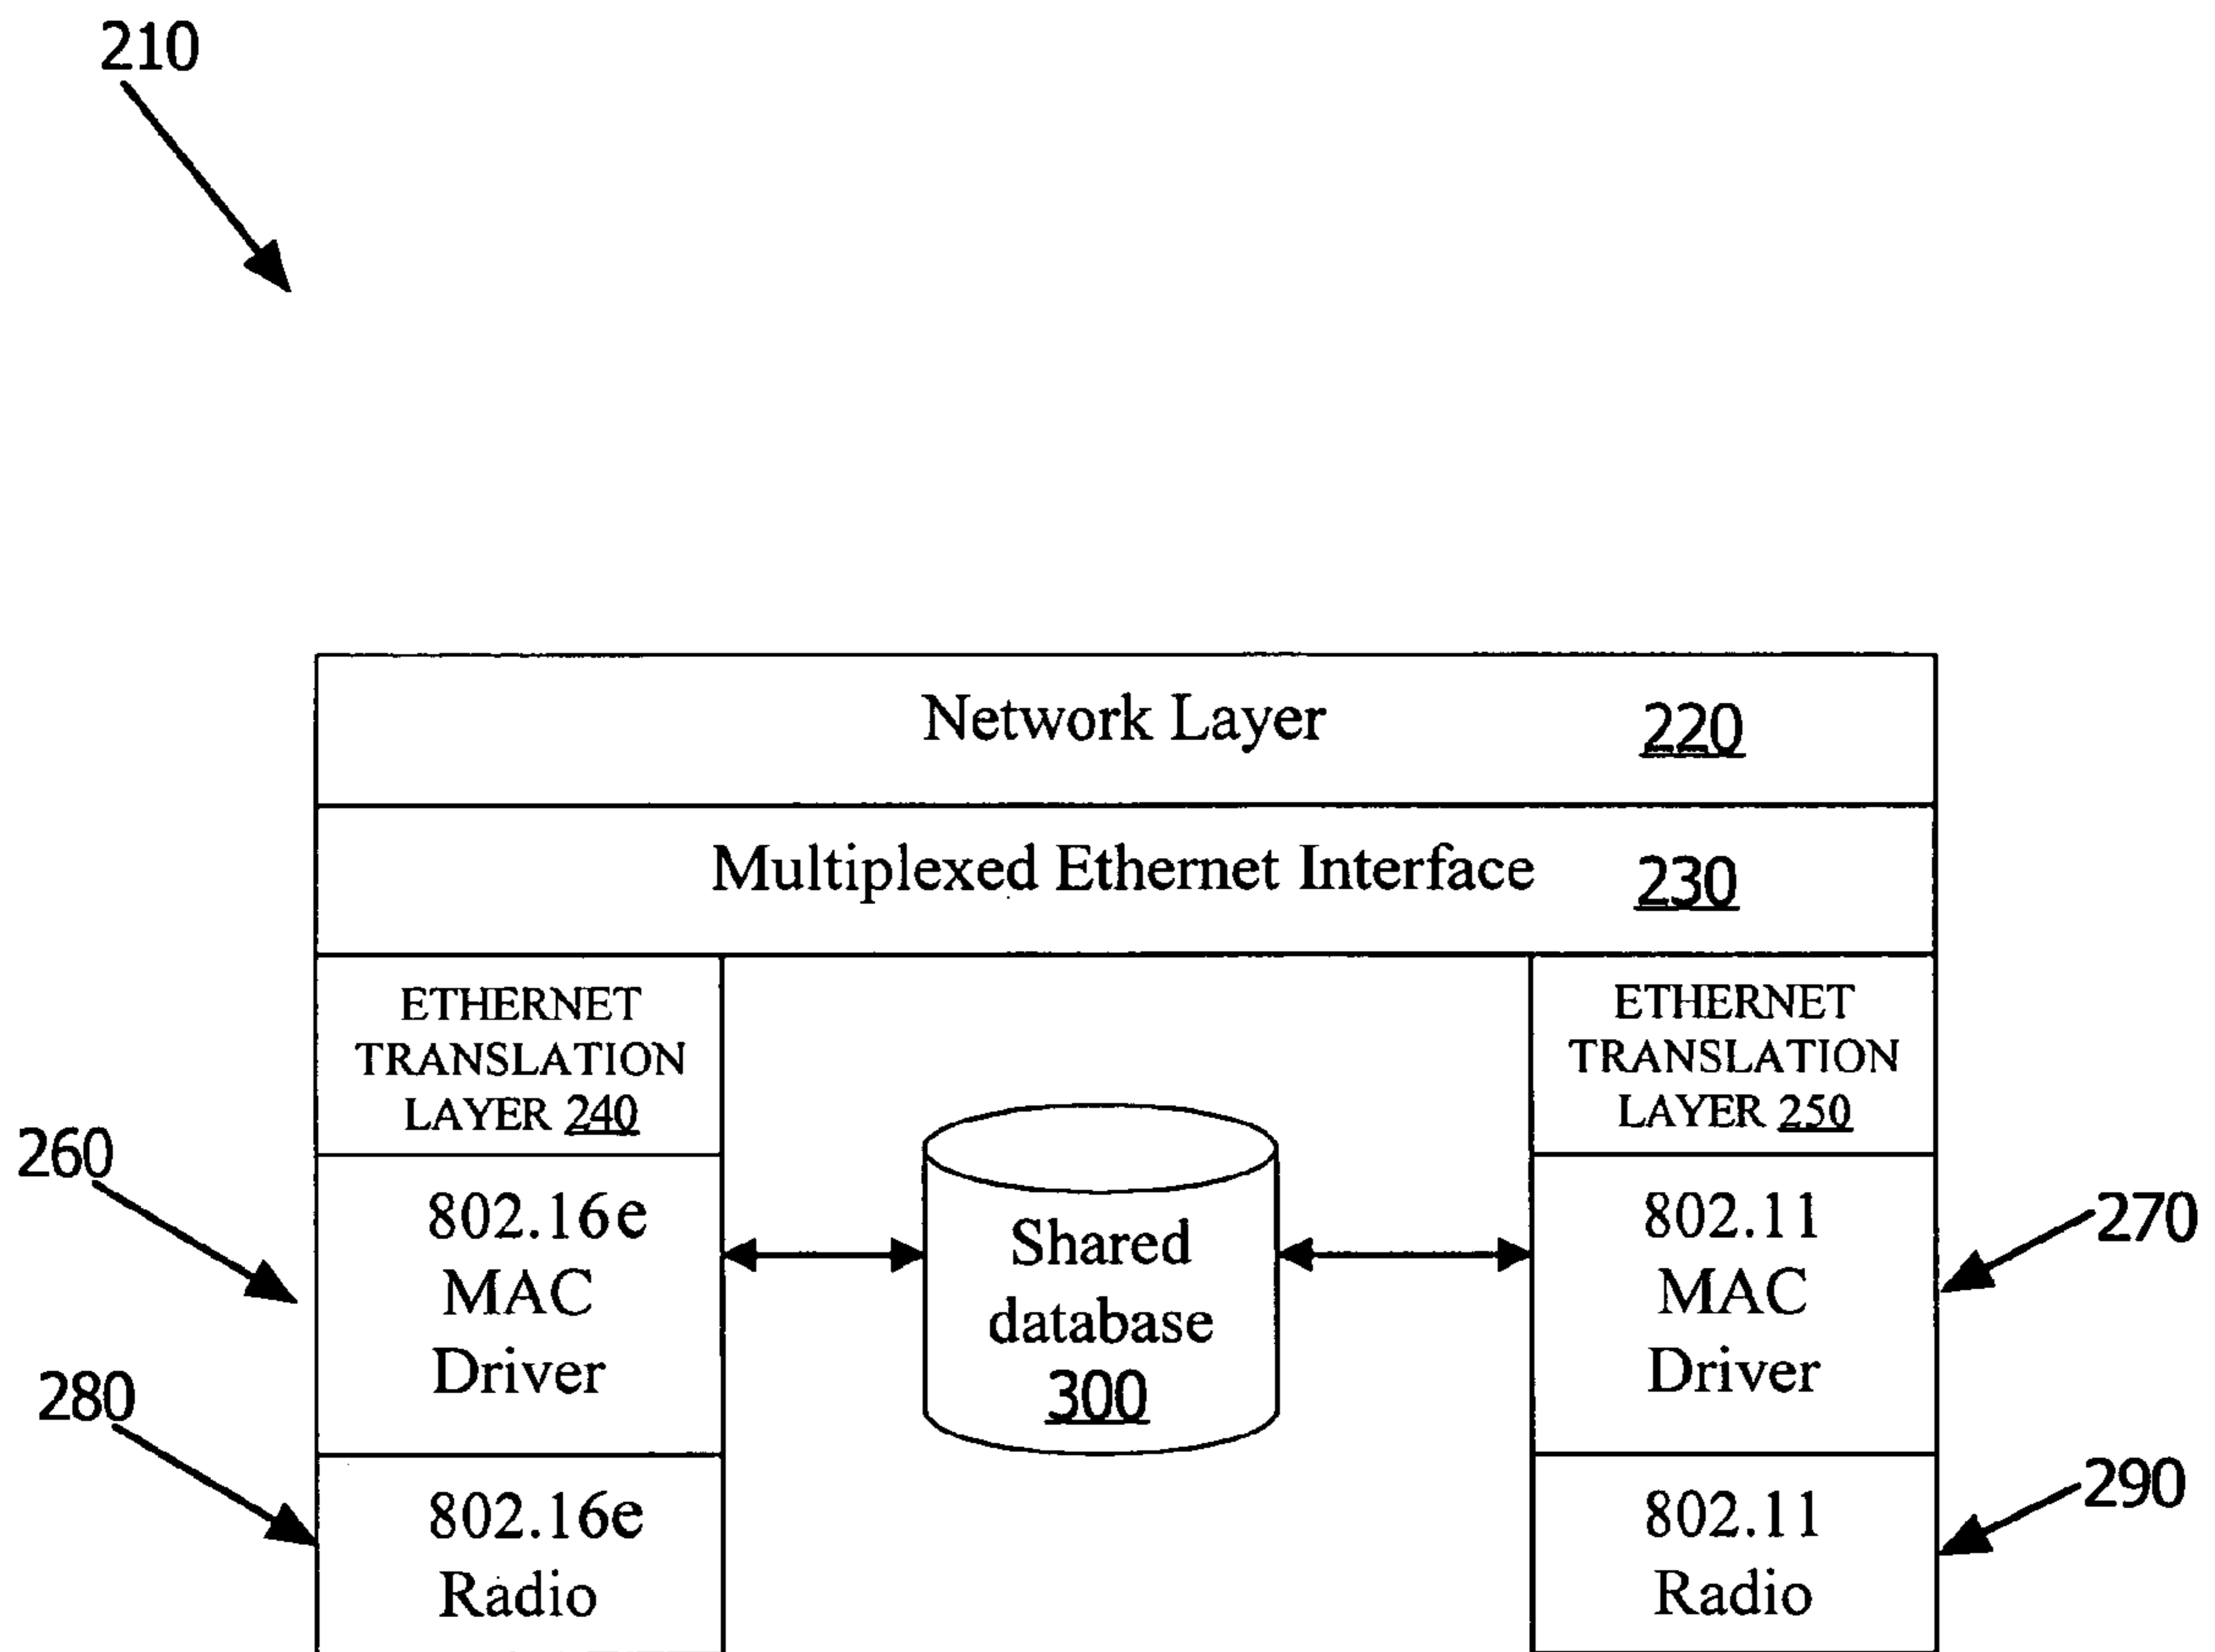 210
Network Layer 220
Multiplexed Ethernet Interface 230
ETHERNET
TRANSLATION
LAYER 240
ETHERNET
TRANSLATION
LAYER 250
260
802.16e
MAC
Driver
Shared
database
300
802.11
MAC
Driver
270
280
802.16e
Radio
802.11
Radio
290